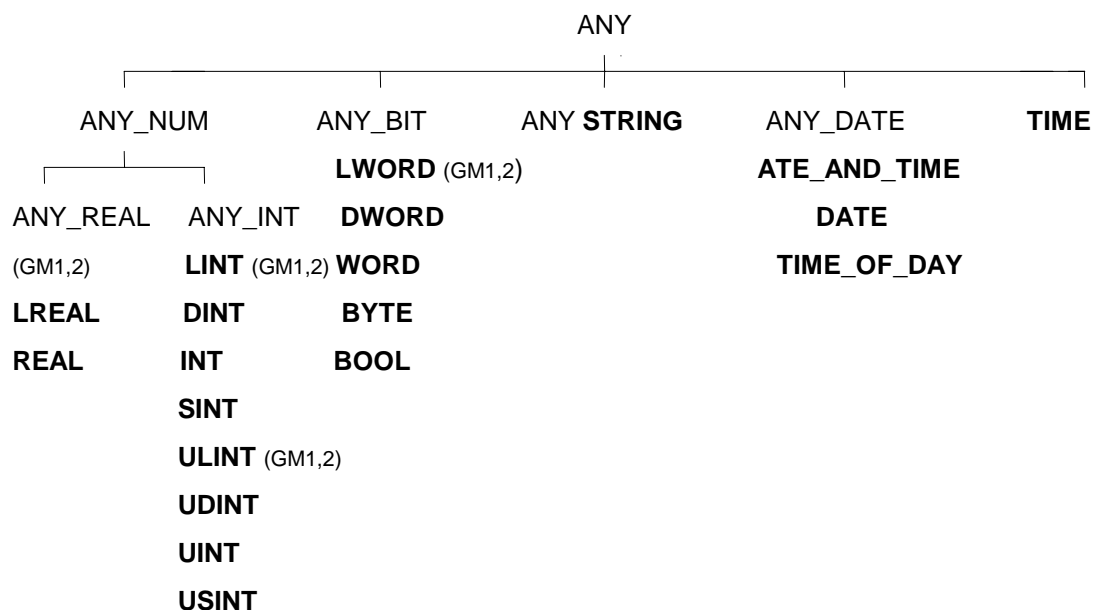 ANY
ANY_NUM ANY_BIT ANY STRING ANY_DATE TIME
LWORD (GM1,2) ATE_AND_TIME
ANY_REAL ANY_INT DWORD DATE
(GM1,2) LINT (GM1,2) WORD TIME_OF_DAY
LREAL DINT BYTE
REAL INT BOOL
SINT
ULINT (GM1,2)
UDINT
UINT
USINT